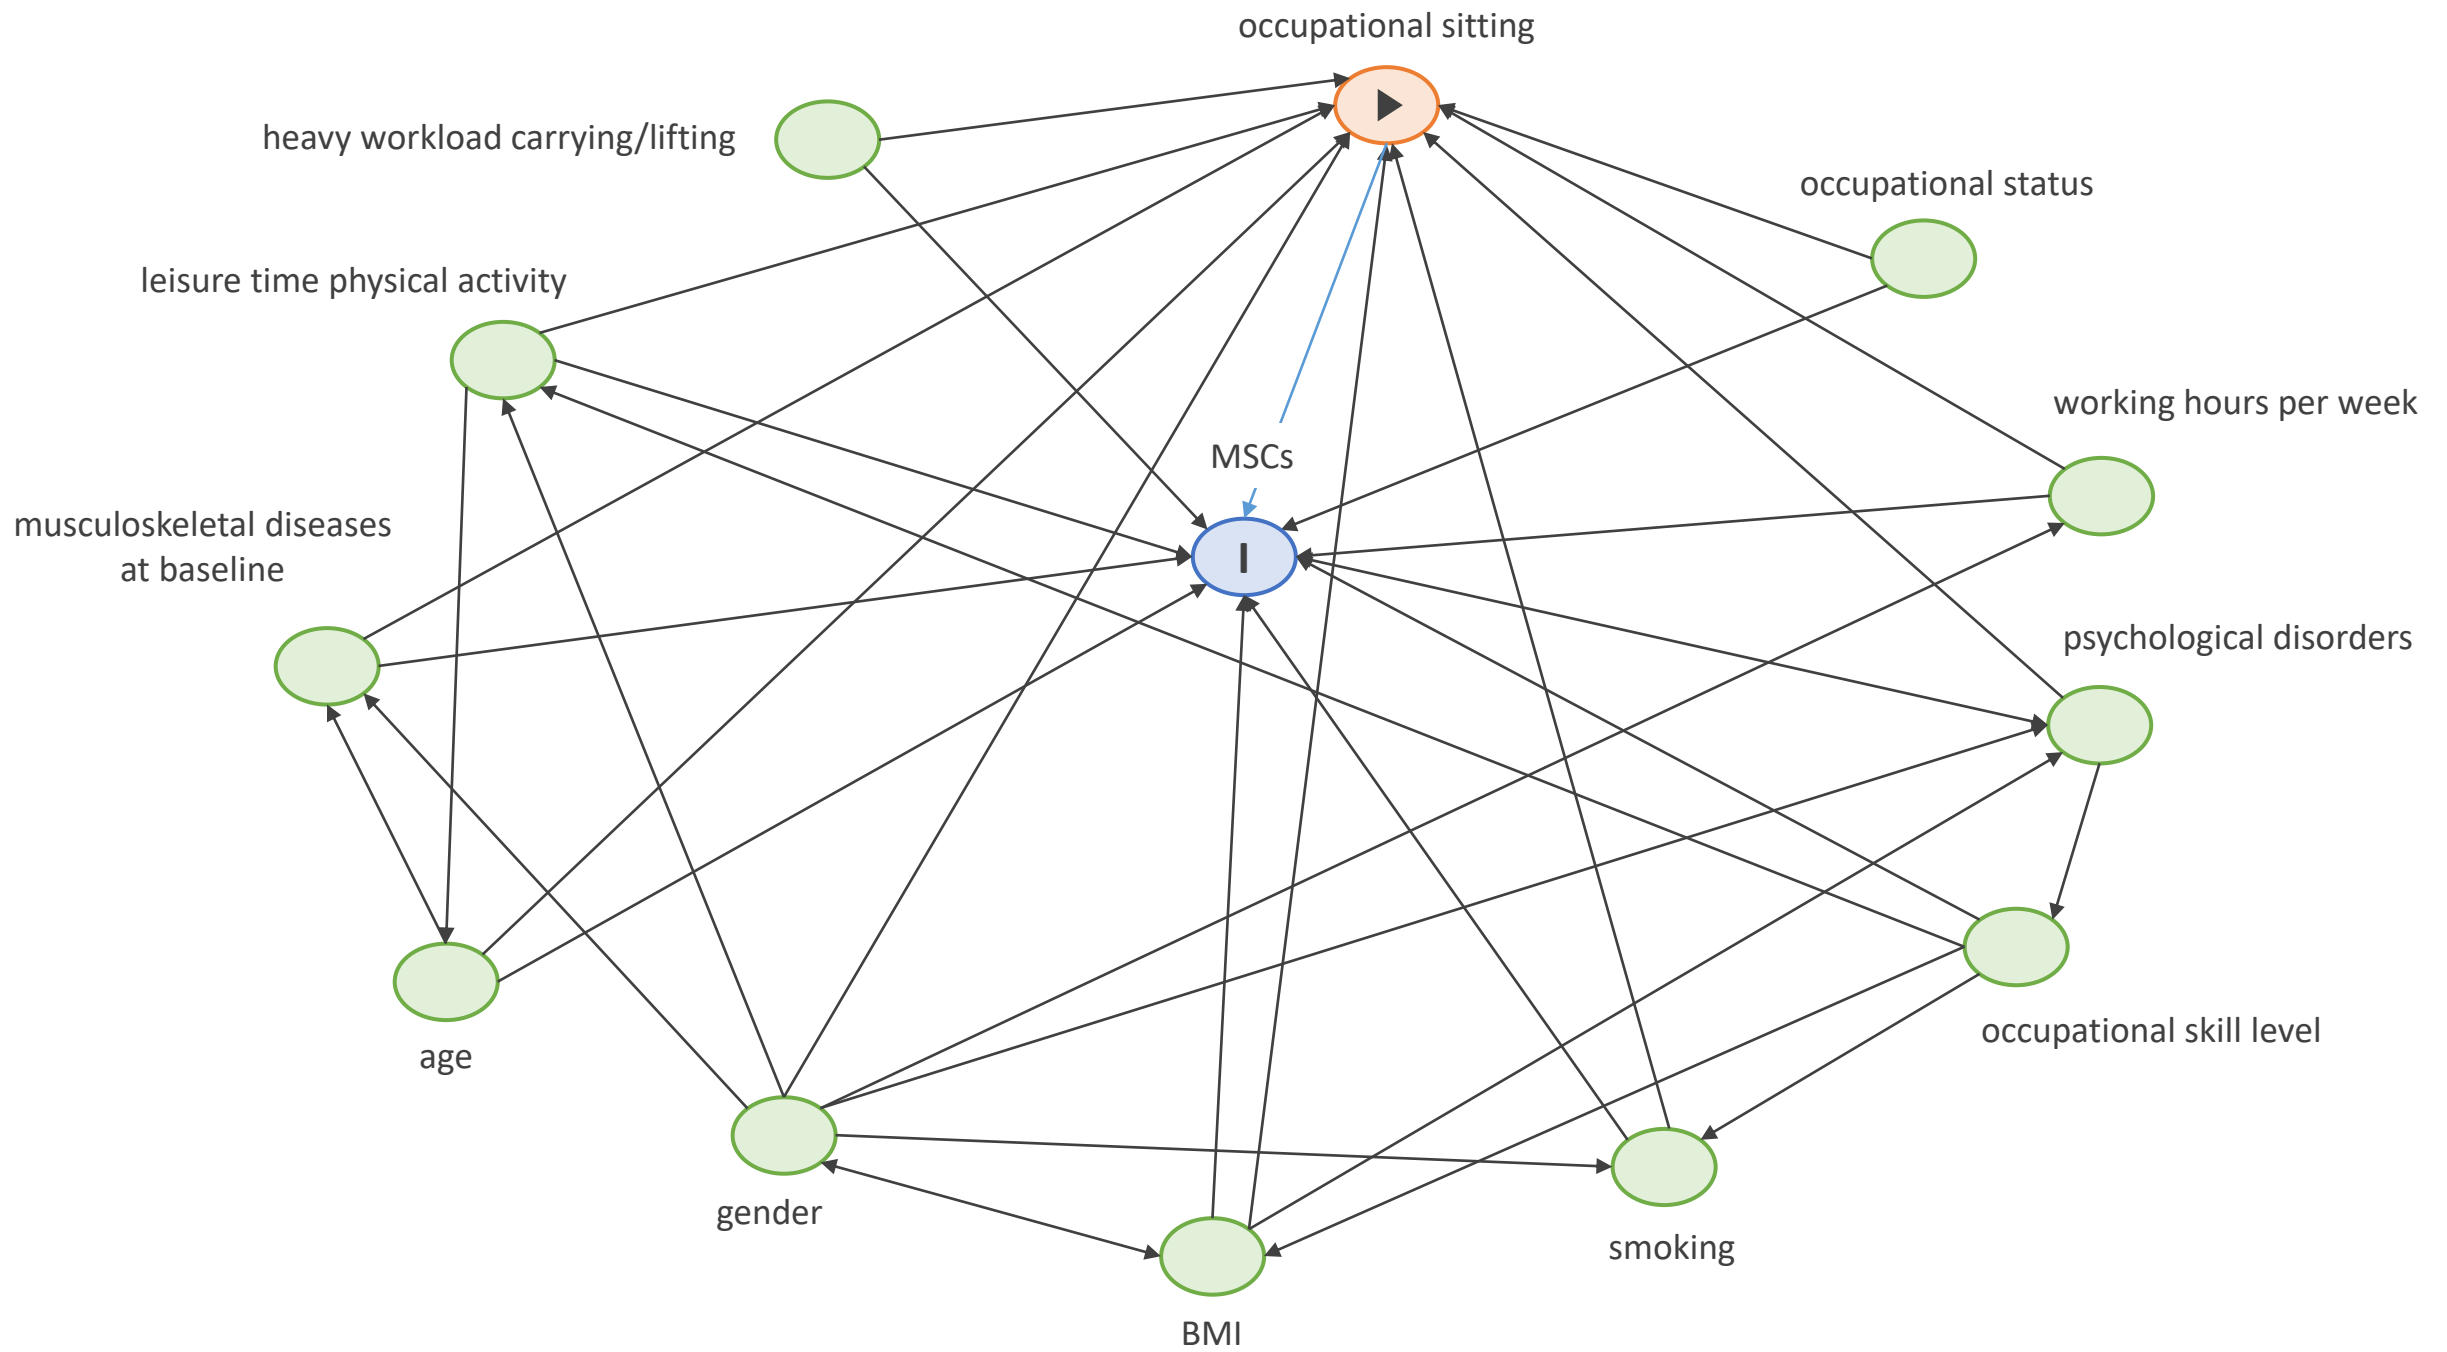 occupational sitting
heavy workload carrying/lifting
occupational status
leisure time physical activity
working hours per week
MSCs
musculoskeletal diseases
at baseline
I
psychological disorders
occupational skill level
age
gender
smoking
BMI